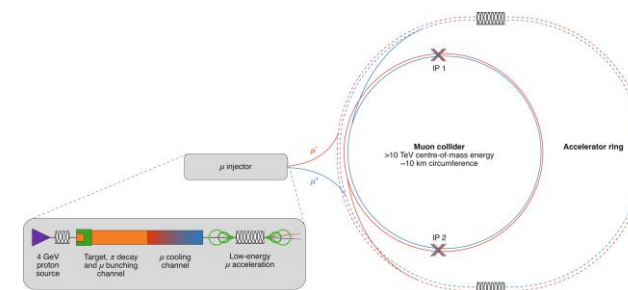 IP 1
μ⁻
Muon collider
>10 TeV centre-of-mass energy
~10 km circumference
Accelerator ring
μ injector
μ⁺
IP 2
4 GeV
proton
source
Target, π decay
and μ bunching
channel
μ cooling
channel
Low-energy
μ acceleration